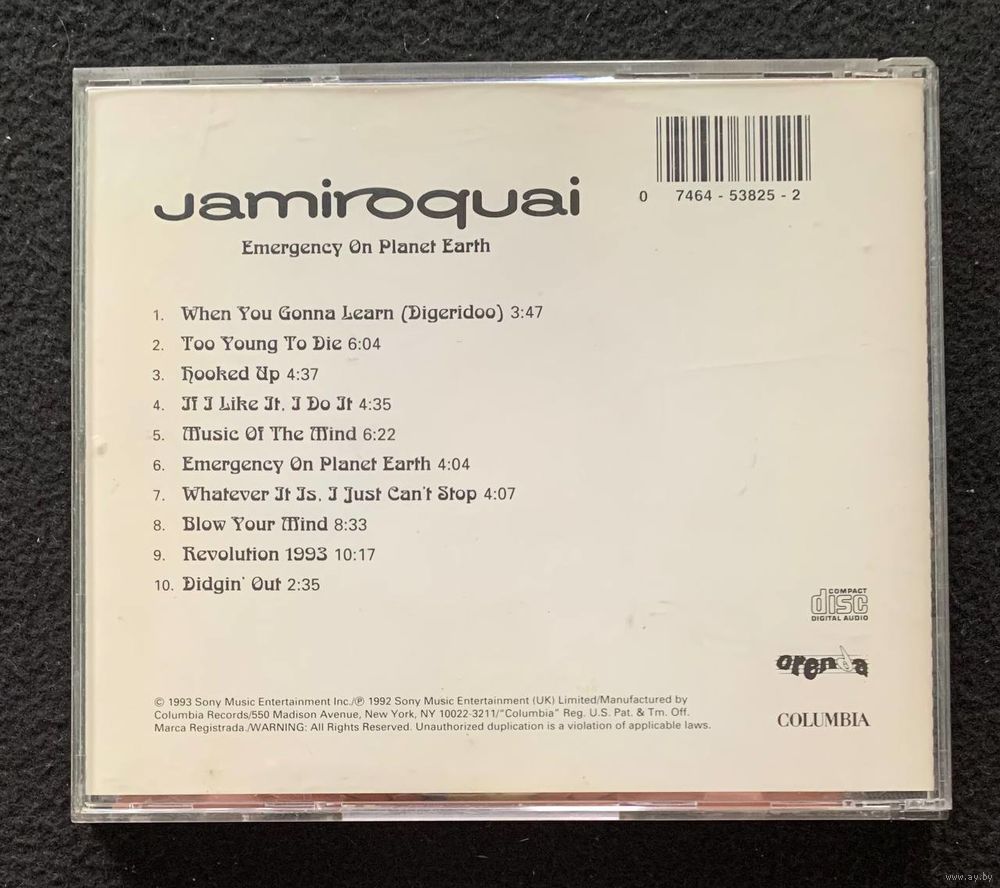 0 7464 - 53825 - 2
Jamiroquai
Emergency On Planet Earth
1. When You Gonna Learn (Digeridoo) 3:47
2. Too Young To Die 6:04
3. Hooked Up 4:37
4. If I Like It, I Do It 4:35
5. Music Of The Mind 6:22
6. Emergency On Planet Earth 4:04
7. Whatever It Is, I Just Can't Stop 4:07
8. Blow Your Mind 8:33
9. Revolution 1993 10:17
10. Didgin' Out 2:35
COMPACT
disc
DIGITAL AUDIO
orenda
© 1993 Sony Music Entertainment Inc./℗ 1992 Sony Music Entertainment (UK) Limited/Manufactured by
Columbia Records/550 Madison Avenue, New York, NY 10022-3211/"Columbia" Reg. U.S. Pat. & Tm. Off.
Marca Registrada./WARNING: All Rights Reserved. Unauthorized duplication is a violation of applicable laws.
COLUMBIA
www.ay.by